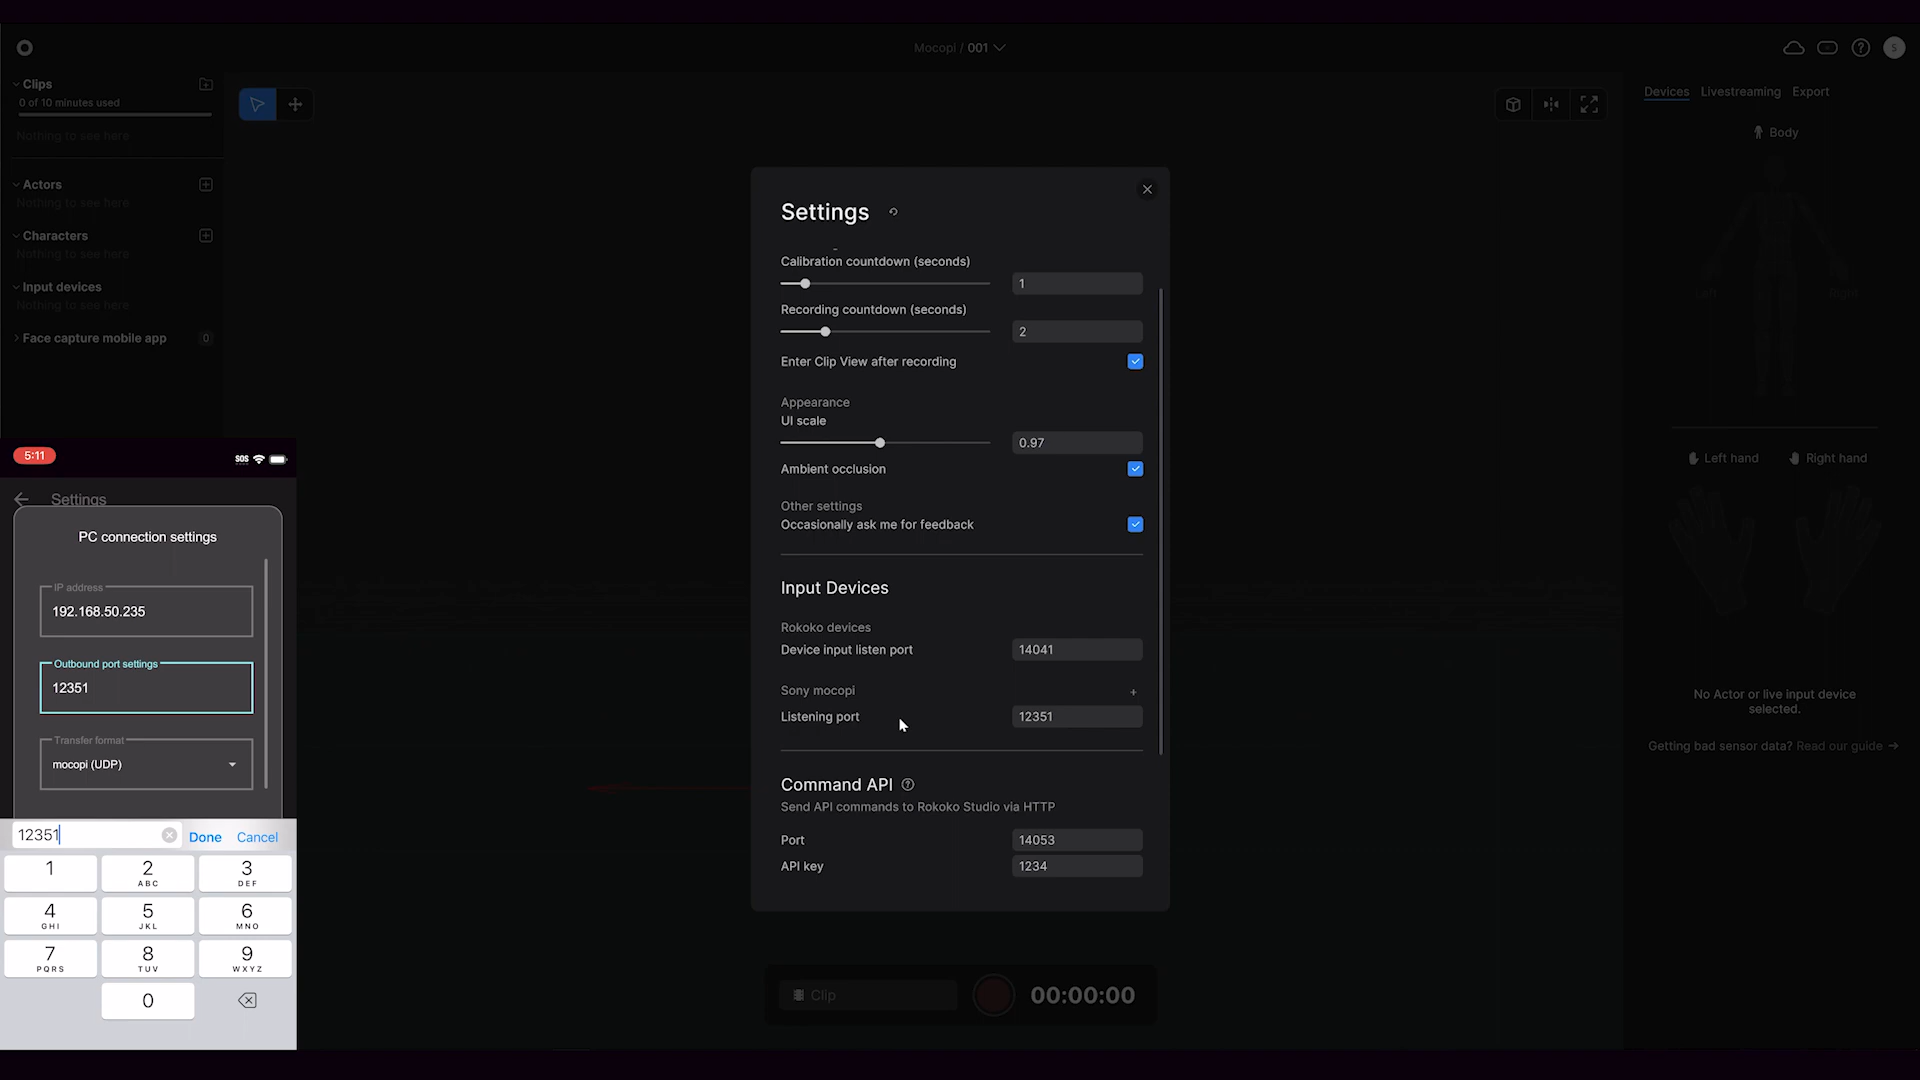 Mocopi / 001
S
Clips
0 of 10 minutes used
Nothing to see here
Actors
Nothing to see here
Characters
Nothing to see here
Input devices
Nothing to see here
Face capture mobile app 0
Devices Livestreaming Export
Body
Left Right
Left hand Right hand
No Actor or live input device
selected.
Getting bad sensor data? Read our guide →
Settings
Calibration countdown (seconds)
1
Recording countdown (seconds)
2
Enter Clip View after recording
Appearance
UI scale
0.97
Ambient occlusion
Other settings
Occasionally ask me for feedback
Input Devices
Rokoko devices
Device input listen port 14041
Sony mocopi +
Listening port 12351
Command API ?
Send API commands to Rokoko Studio via HTTP
Port 14053
API key 1234
Clip 00:00:00
5:11 SOS
Settings
PC connection settings
IP address
192.168.50.235
Outbound port settings
12351
Transfer format
mocopi (UDP)
12351 Done Cancel
1 2 3
ABC DEF
4 5 6
GHI JKL MNO
7 8 9
PQRS TUV WXYZ
0